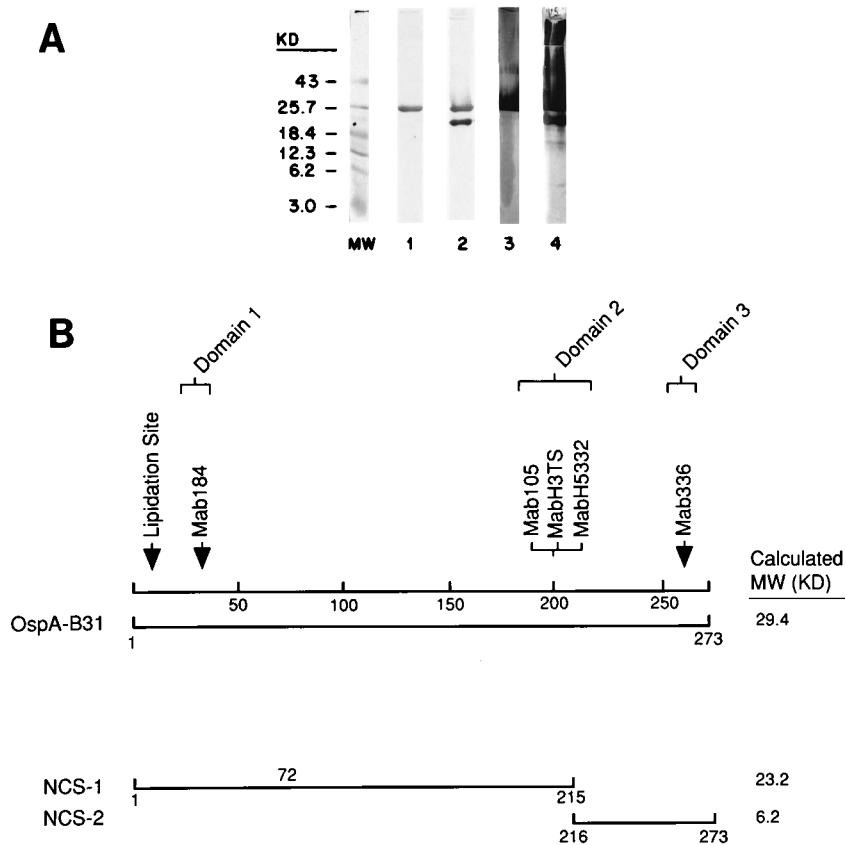 A
KD
43 –
25.7 –
18.4 –
12.3 –
6.2 –
3.0 –
MW 1 2 3 4
B
Domain 1
Domain 2
Domain 3
Lipidation Site
Mab184
Mab105
MabH3TS
MabH5332
Mab336
Calculated
MW (KD)
50 100 150 200 250
OspA-B31
29.4
1 273
NCS-1
72
23.2
1 215
NCS-2
6.2
216 273